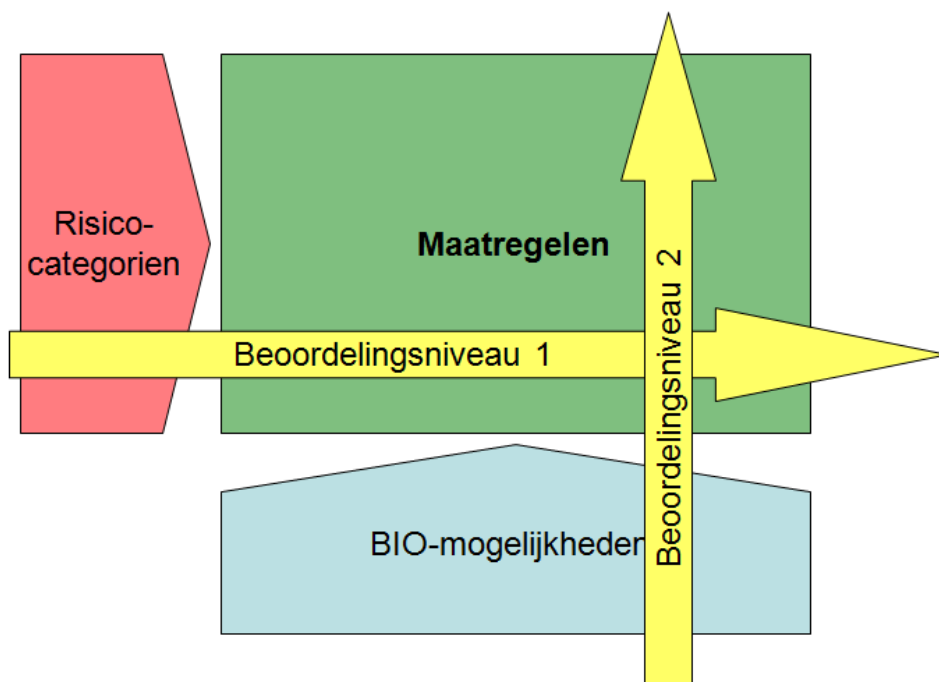 Risico-
categorien
Maatregelen
Beoordelingsniveau 1
Beoordelingsniveau 2
BIO-mogelijkheden